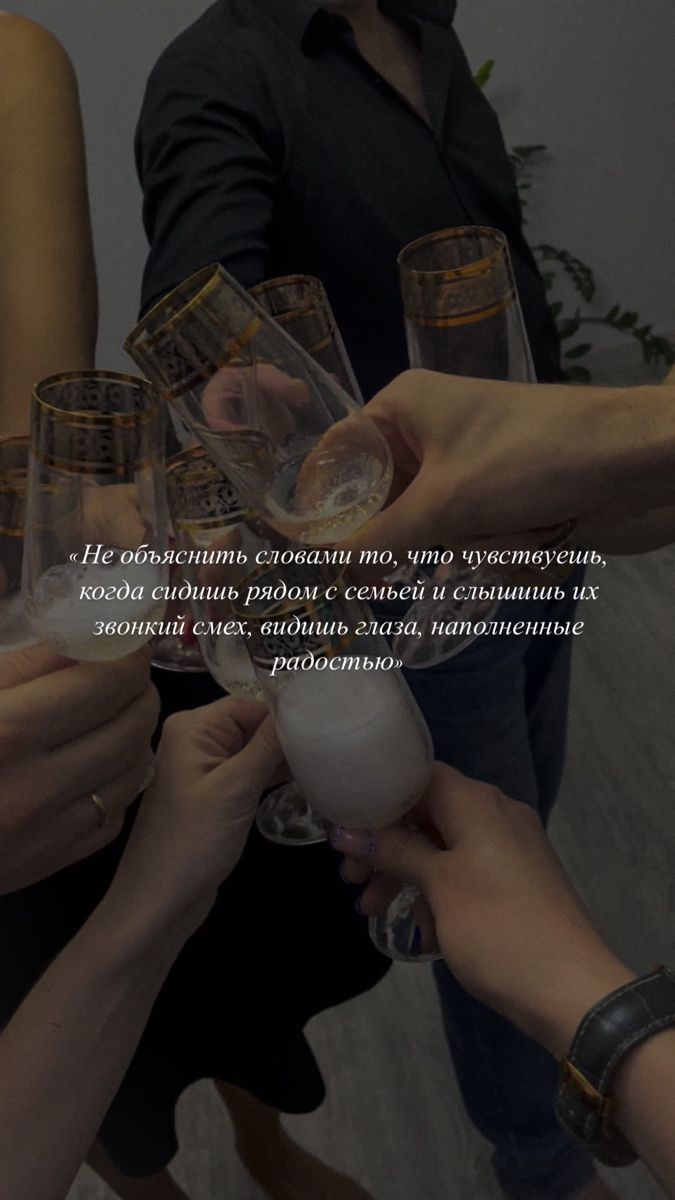 «Не объяснить словами то, что чувствуешь,
когда сидишь рядом с семьей и слышишь их
звонкий смех, видишь глаза, наполненные
радостью»